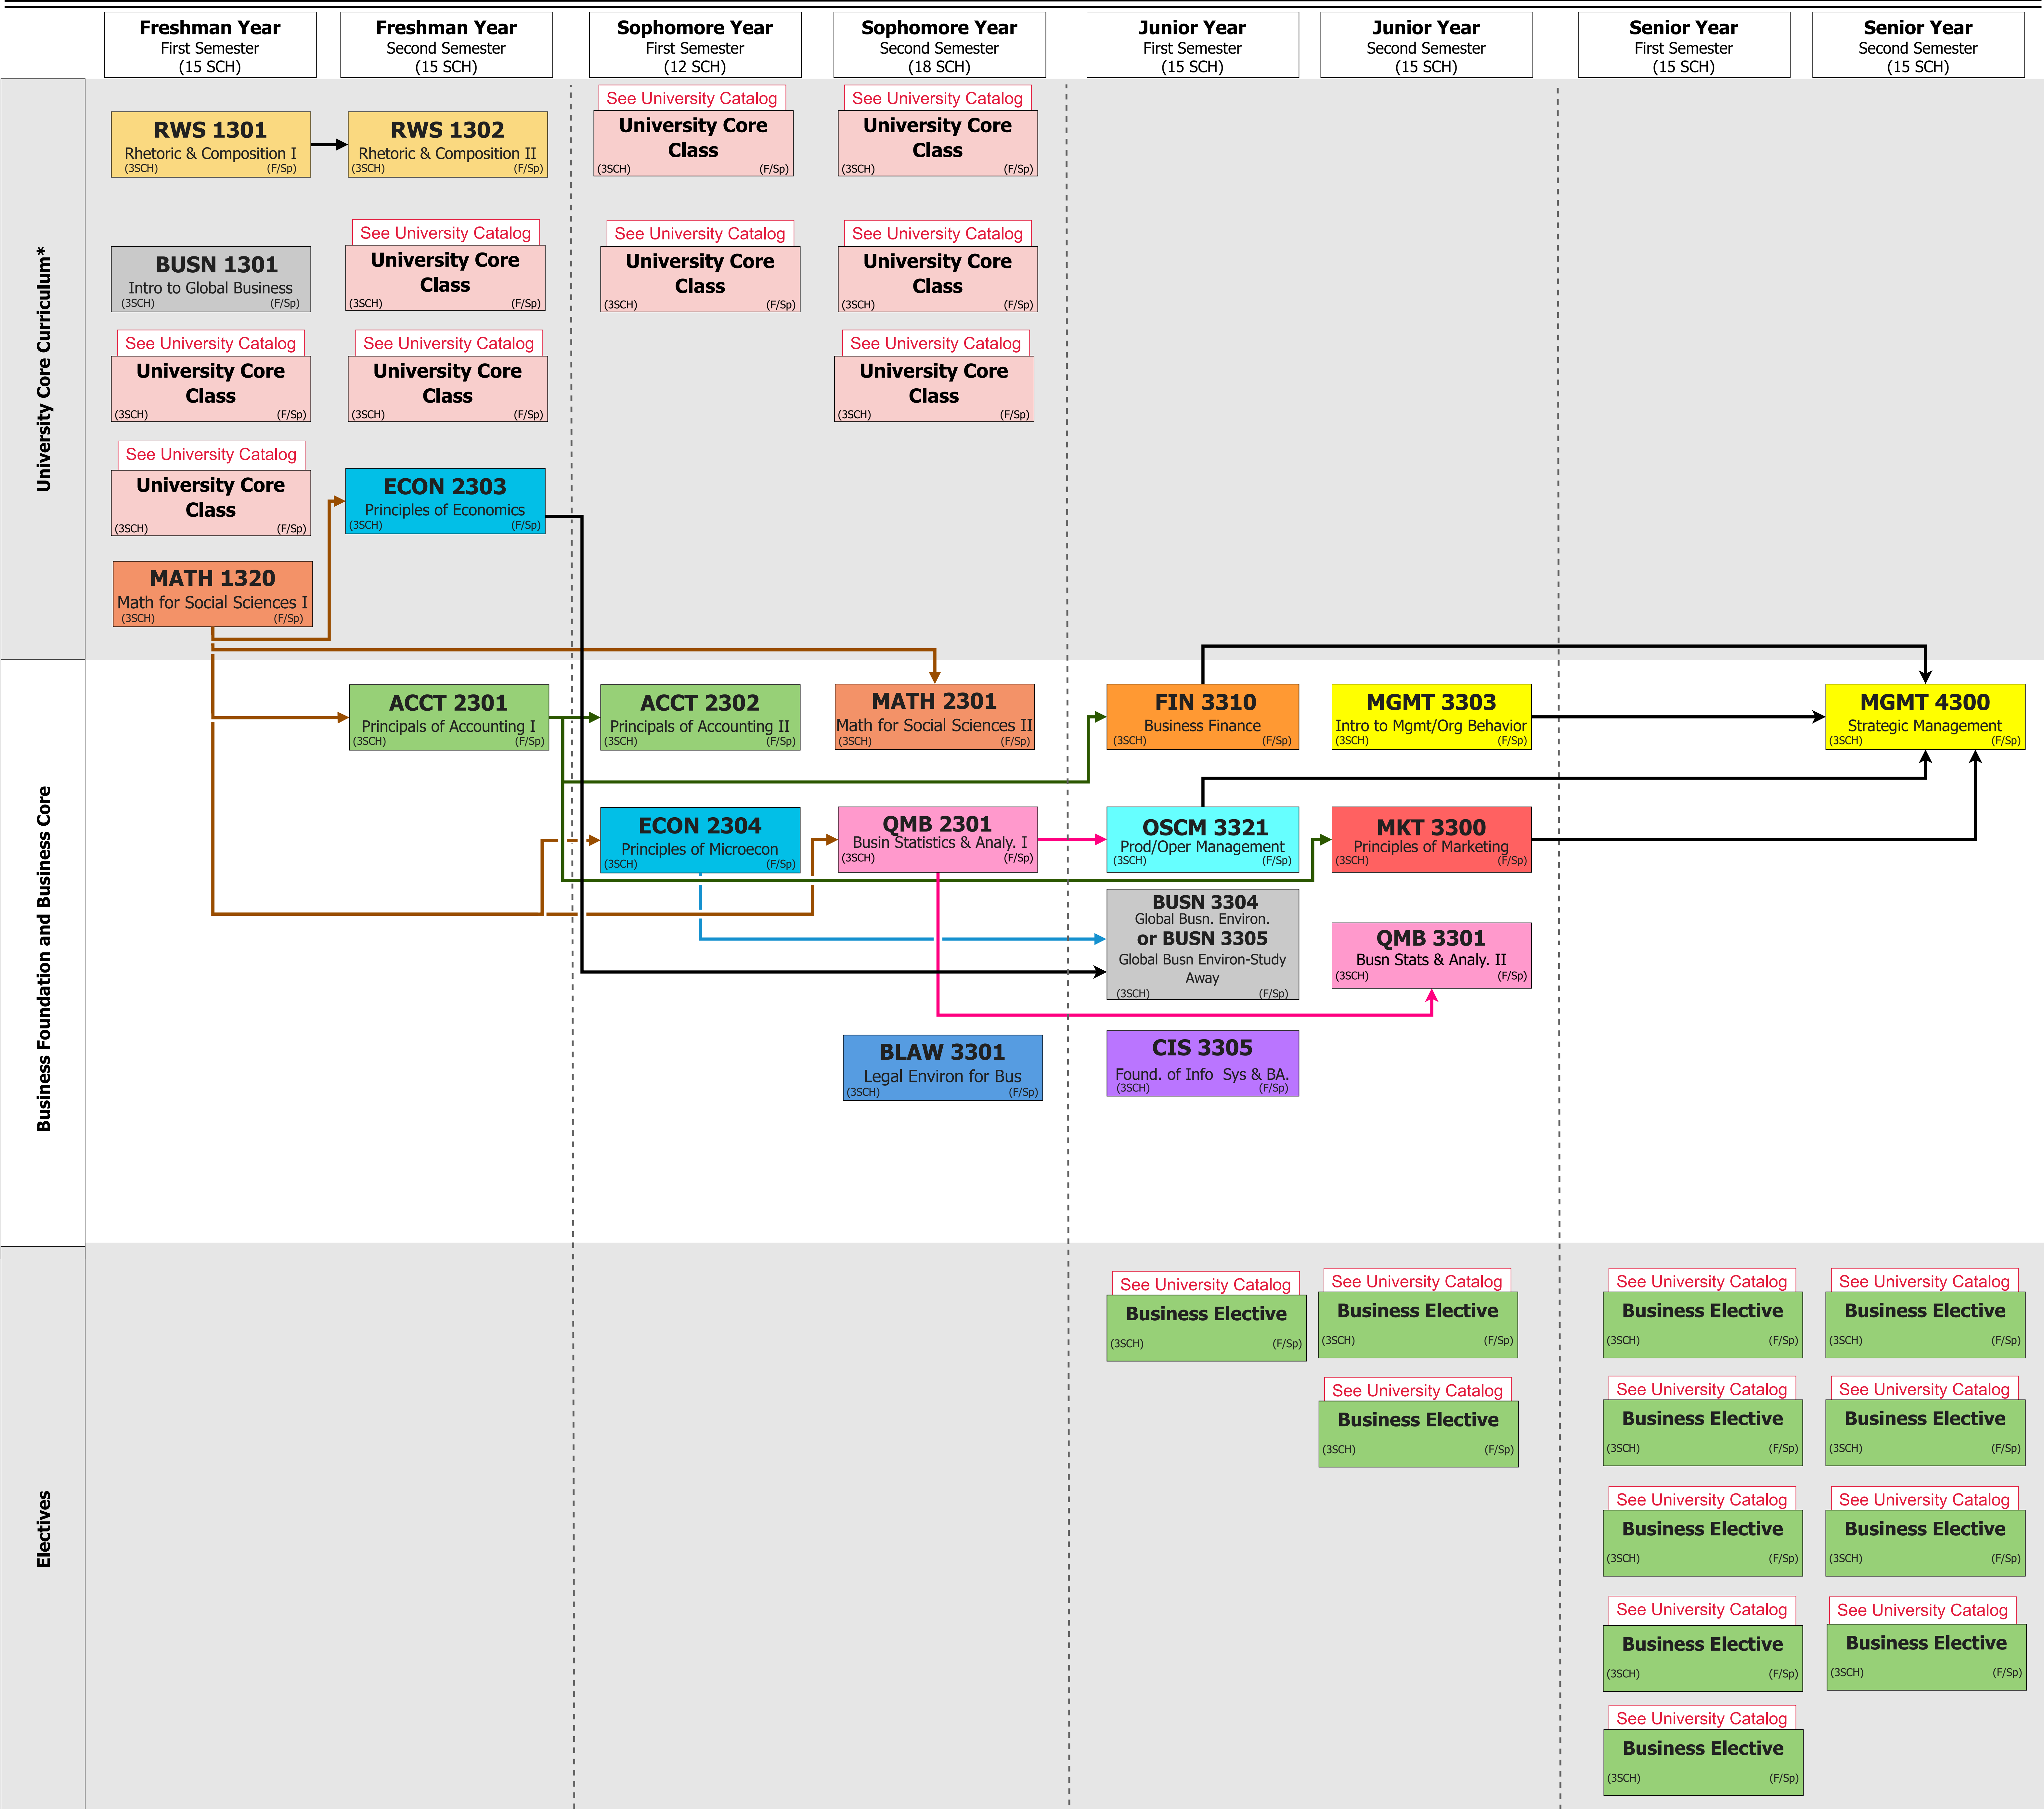 Freshman Year
First Semester
(15 SCH)
Freshman Year
Second Semester
(15 SCH)
Sophomore Year
First Semester
(12 SCH)
Sophomore Year
Second Semester
(18 SCH)
Junior Year
First Semester
(15 SCH)
Junior Year
Second Semester
(15 SCH)
Senior Year
First Semester
(15 SCH)
Senior Year
Second Semester
(15 SCH)
University Core Curriculum*
RWS 1301
Rhetoric & Composition I
(3SCH) (F/Sp)
RWS 1302
Rhetoric & Composition II
(3SCH) (F/Sp)
See University Catalog
University Core
Class
(3SCH) (F/Sp)
See University Catalog
University Core
Class
(3SCH) (F/Sp)
BUSN 1301
Intro to Global Business
(3SCH) (F/Sp)
See University Catalog
University Core
Class
(3SCH) (F/Sp)
See University Catalog
University Core
Class
(3SCH) (F/Sp)
See University Catalog
University Core
Class
(3SCH) (F/Sp)
See University Catalog
University Core
Class
(3SCH) (F/Sp)
See University Catalog
University Core
Class
(3SCH) (F/Sp)
See University Catalog
University Core
Class
(3SCH) (F/Sp)
See University Catalog
University Core
Class
(3SCH) (F/Sp)
ECON 2303
Principles of Economics
(3SCH) (F/Sp)
MATH 1320
Math for Social Sciences I
(3SCH) (F/Sp)
Business Foundation and Business Core
ACCT 2301
Principals of Accounting I
(3SCH) (F/Sp)
ACCT 2302
Principals of Accounting II
(3SCH) (F/Sp)
MATH 2301
Math for Social Sciences II
(3SCH) (F/Sp)
FIN 3310
Business Finance
(3SCH) (F/Sp)
MGMT 3303
Intro to Mgmt/Org Behavior
(3SCH) (F/Sp)
MGMT 4300
Strategic Management
(3SCH) (F/Sp)
ECON 2304
Principles of Microecon
(3SCH) (F/Sp)
QMB 2301
Busin Statistics & Analy. I
(3SCH) (F/Sp)
OSCM 3321
Prod/Oper Management
(3SCH) (F/Sp)
MKT 3300
Principles of Marketing
(3SCH) (F/Sp)
BUSN 3304
Global Busn. Environ.
or BUSN 3305
Global Busn Environ-Study
Away
(3SCH) (F/Sp)
QMB 3301
Busn Stats & Analy. II
(3SCH) (F/Sp)
BLAW 3301
Legal Environ for Bus
(3SCH) (F/Sp)
CIS 3305
Found. of Info Sys & BA.
(3SCH) (F/Sp)
Electives
See University Catalog
Business Elective
(3SCH) (F/Sp)
See University Catalog
Business Elective
(3SCH) (F/Sp)
See University Catalog
Business Elective
(3SCH) (F/Sp)
See University Catalog
Business Elective
(3SCH) (F/Sp)
See University Catalog
Business Elective
(3SCH) (F/Sp)
See University Catalog
Business Elective
(3SCH) (F/Sp)
See University Catalog
Business Elective
(3SCH) (F/Sp)
See University Catalog
Business Elective
(3SCH) (F/Sp)
See University Catalog
Business Elective
(3SCH) (F/Sp)
See University Catalog
Business Elective
(3SCH) (F/Sp)
See University Catalog
Business Elective
(3SCH) (F/Sp)
See University Catalog
Business Elective
(3SCH) (F/Sp)